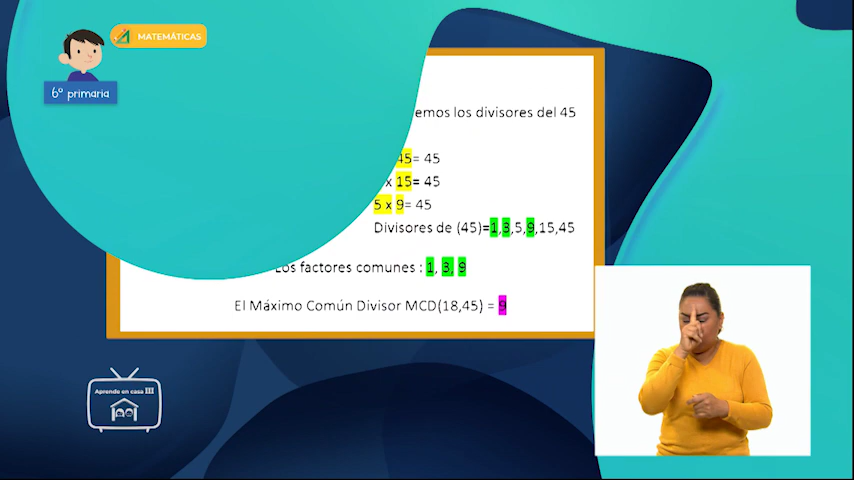 MATEMÁTICAS
6º primaria
emos los divisores del 45
45= 45
x 15= 45
5 x 9= 45
Divisores de (45)=1,3,5,9,15,45
Los factores comunes : 1, 3, 9
El Máximo Común Divisor MCD(18,45) = 9
Aprende en casa III